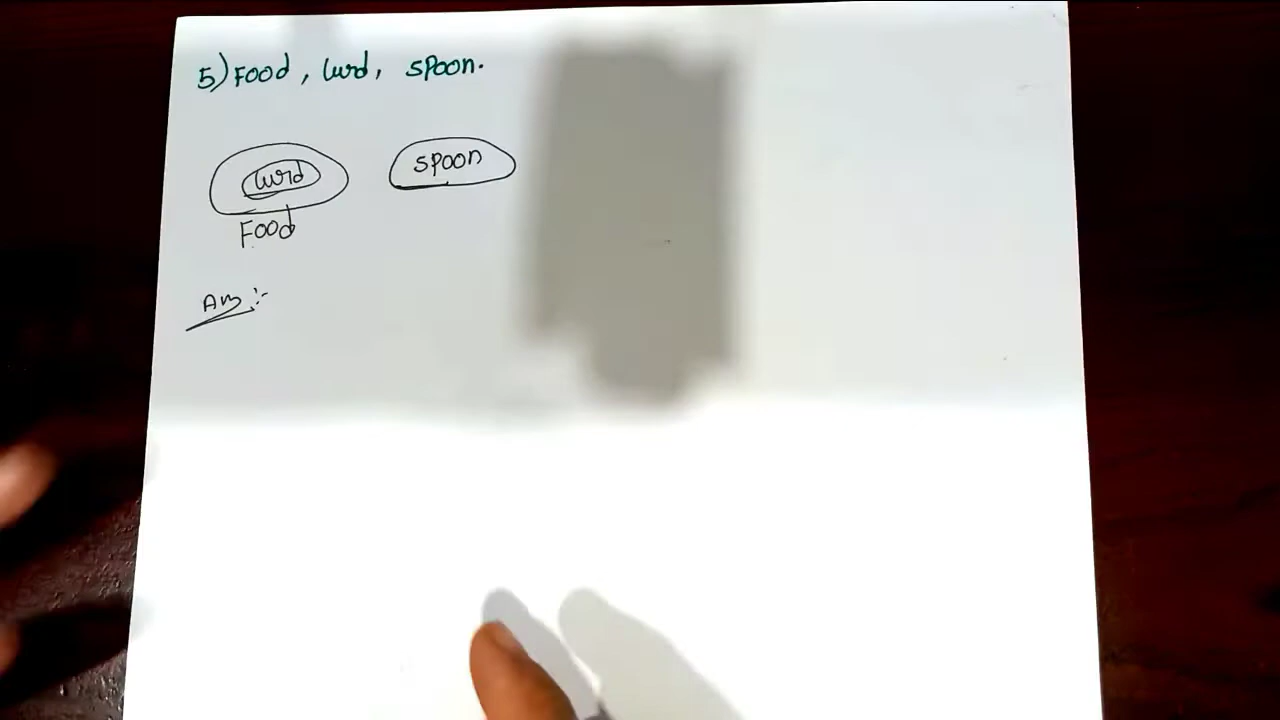 5) Food, Curd, Spoon.
Curd
Spoon
Food
Ans :-